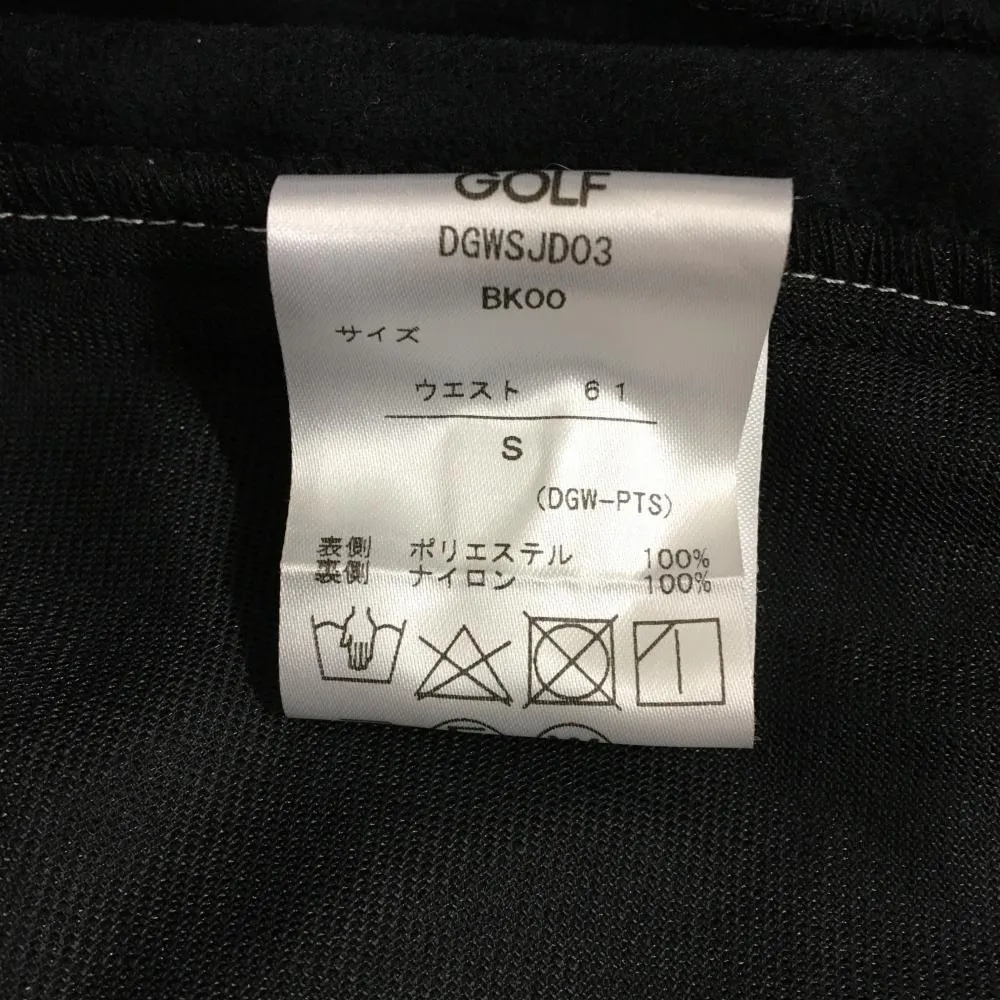 GOLF
DGWSJD03
BK00
サイズ
ウエスト 61
S
(DGW-PTS)
表側 ポリエステル 100%
裏側 ナイロン 100%